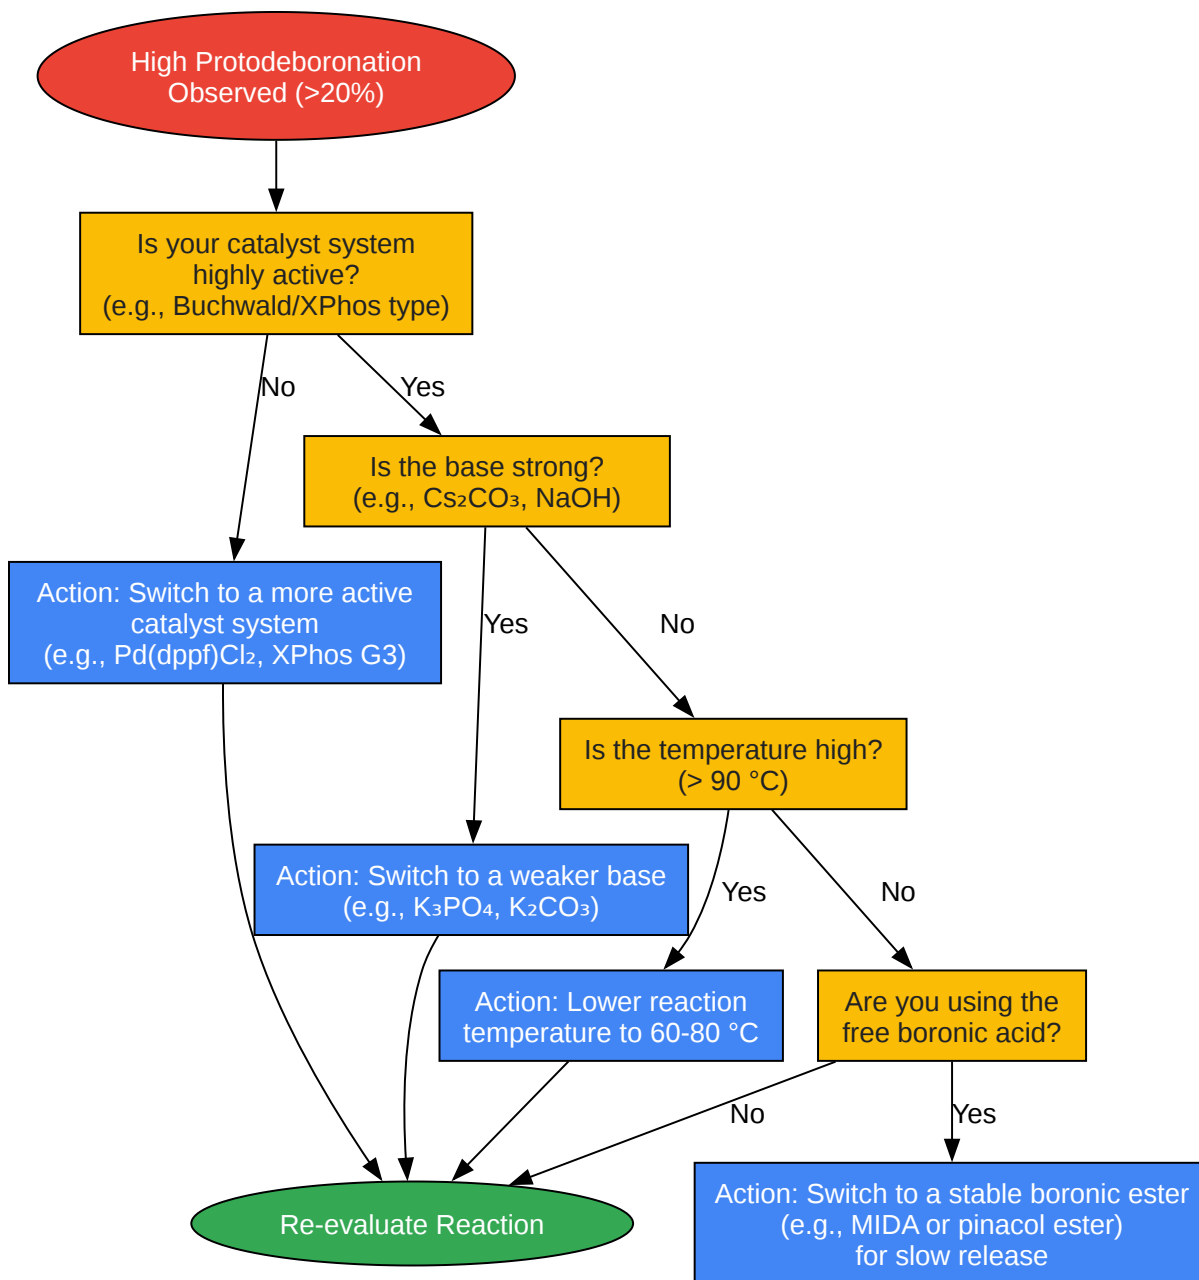 High Protodeboronation
Observed (>20%)
Is your catalyst system
highly active?
(e.g., Buchwald/XPhos type)
No
Yes
Is the base strong?
(e.g., Cs₂CO₃, NaOH)
Action: Switch to a more active
catalyst system
(e.g., Pd(dppf)Cl₂, XPhos G3)
Yes
No
Is the temperature high?
(> 90 °C)
Action: Switch to a weaker base
(e.g., K₃PO₄, K₂CO₃)
Yes
No
Action: Lower reaction
temperature to 60-80 °C
Are you using the
free boronic acid?
No
Yes
Action: Switch to a stable boronic ester
(e.g., MIDA or pinacol ester)
for slow release
Re-evaluate Reaction